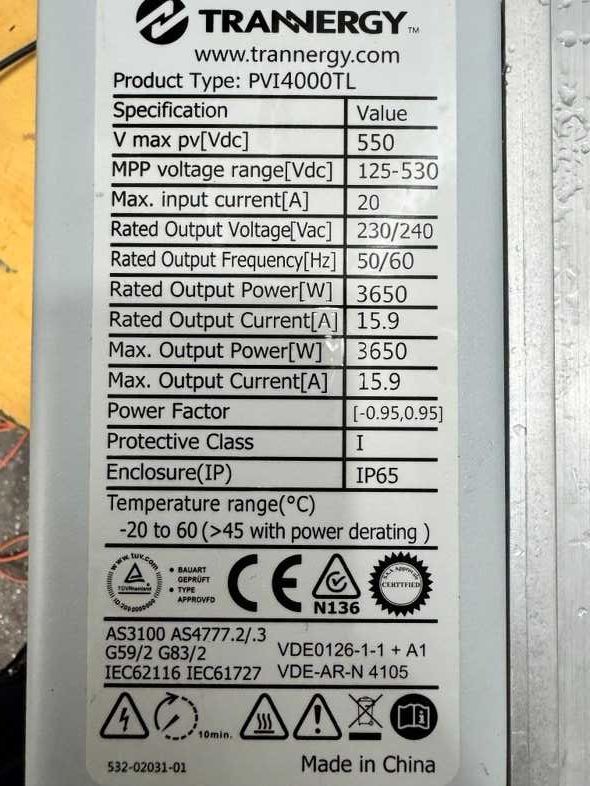 TRANNERGY™
www.trannergy.com
Product Type: PVI4000TL
Specification Value
V max pv[Vdc] 550
MPP voltage range[Vdc] 125-530
Max. input current[A] 20
Rated Output Voltage[Vac] 230/240
Rated Output Frequency[Hz] 50/60
Rated Output Power[W] 3650
Rated Output Current[A] 15.9
Max. Output Power[W] 3650
Max. Output Current[A] 15.9
Power Factor [-0.95,0.95]
Protective Class I
Enclosure(IP) IP65
Temperature range(°C)
-20 to 60 (>45 with power derating )
www.tuv.com
TÜVRheinland
• BAUART
GEPRÜFT
• TYPE
APPROVED
CE
N136
CERTIFIED
AS3100 AS4777.2/.3
G59/2 G83/2 VDE0126-1-1 + A1
IEC62116 IEC61727 VDE-AR-N 4105
10min.
532-02031-01 Made in China